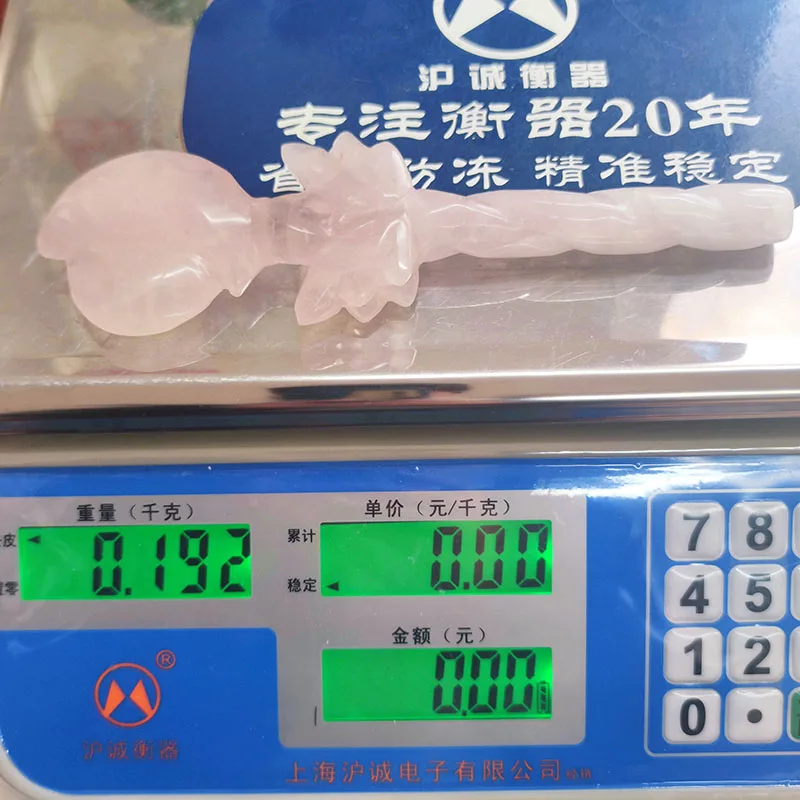 沪诚衡器
专注衡器20年
省 防冻 精准稳定
重量（千克）
单价（元/千克）
皮
0.192
累计
0.00
稳定
零
金额（元）
0.00
®
沪诚衡器
上海沪诚电子有限公司
7 8
4 5
1 2
0 •